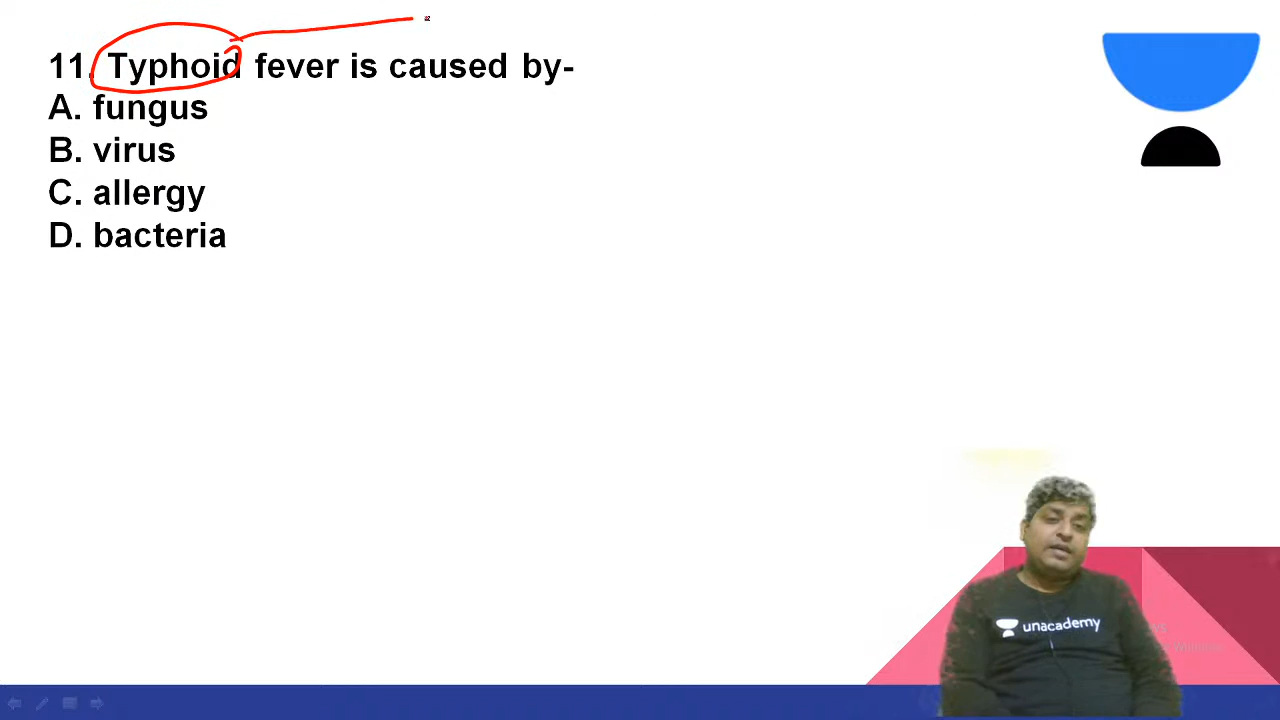 11. Typhoid fever is caused by-
A. fungus
B. virus
C. allergy
D. bacteria
unacademy